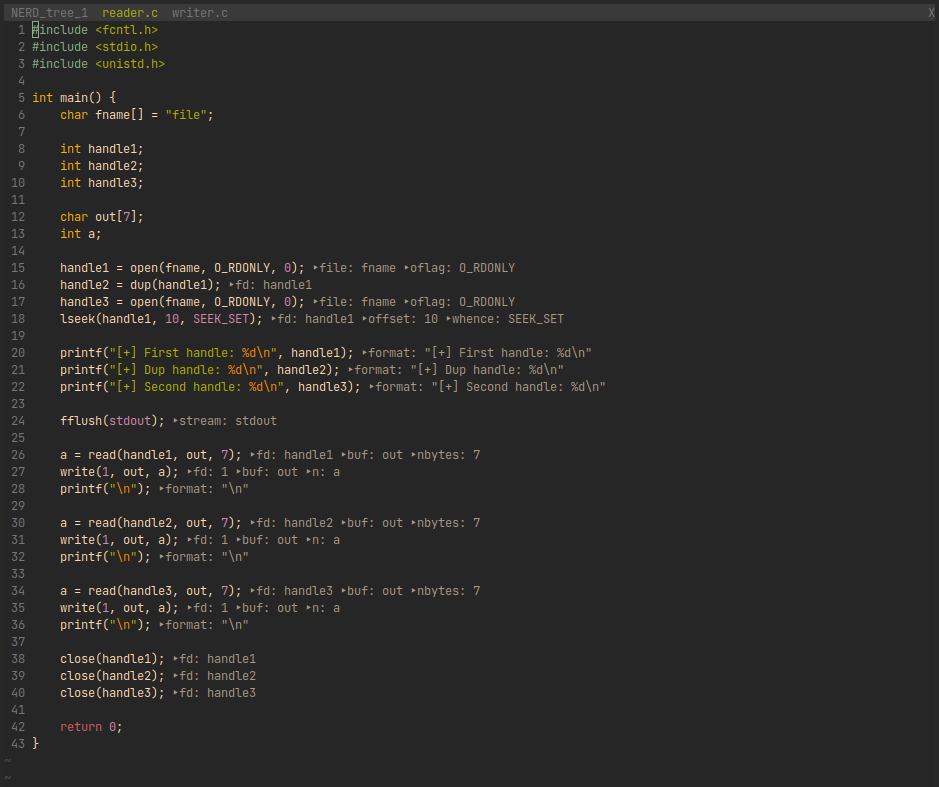 NERD_tree_1  reader.c  writer.c  X
1 #include <fcntl.h>
2 #include <stdio.h>
3 #include <unistd.h>
4
5 int main() {
6     char fname[] = "file";
7
8     int handle1;
9     int handle2;
10     int handle3;
11
12     char out[7];
13     int a;
14
15     handle1 = open(fname, O_RDONLY, 0); ‣file: fname ‣oflag: O_RDONLY
16     handle2 = dup(handle1); ‣fd: handle1
17     handle3 = open(fname, O_RDONLY, 0); ‣file: fname ‣oflag: O_RDONLY
18     lseek(handle1, 10, SEEK_SET); ‣fd: handle1 ‣offset: 10 ‣whence: SEEK_SET
19
20     printf("[+] First handle: %d\n", handle1); ‣format: "[+] First handle: %d\n"
21     printf("[+] Dup handle: %d\n", handle2); ‣format: "[+] Dup handle: %d\n"
22     printf("[+] Second handle: %d\n", handle3); ‣format: "[+] Second handle: %d\n"
23
24     fflush(stdout); ‣stream: stdout
25
26     a = read(handle1, out, 7); ‣fd: handle1 ‣buf: out ‣nbytes: 7
27     write(1, out, a); ‣fd: 1 ‣buf: out ‣n: a
28     printf("\n"); ‣format: "\n"
29
30     a = read(handle2, out, 7); ‣fd: handle2 ‣buf: out ‣nbytes: 7
31     write(1, out, a); ‣fd: 1 ‣buf: out ‣n: a
32     printf("\n"); ‣format: "\n"
33
34     a = read(handle3, out, 7); ‣fd: handle3 ‣buf: out ‣nbytes: 7
35     write(1, out, a); ‣fd: 1 ‣buf: out ‣n: a
36     printf("\n"); ‣format: "\n"
37
38     close(handle1); ‣fd: handle1
39     close(handle2); ‣fd: handle2
40     close(handle3); ‣fd: handle3
41
42     return 0;
43 }
~
~